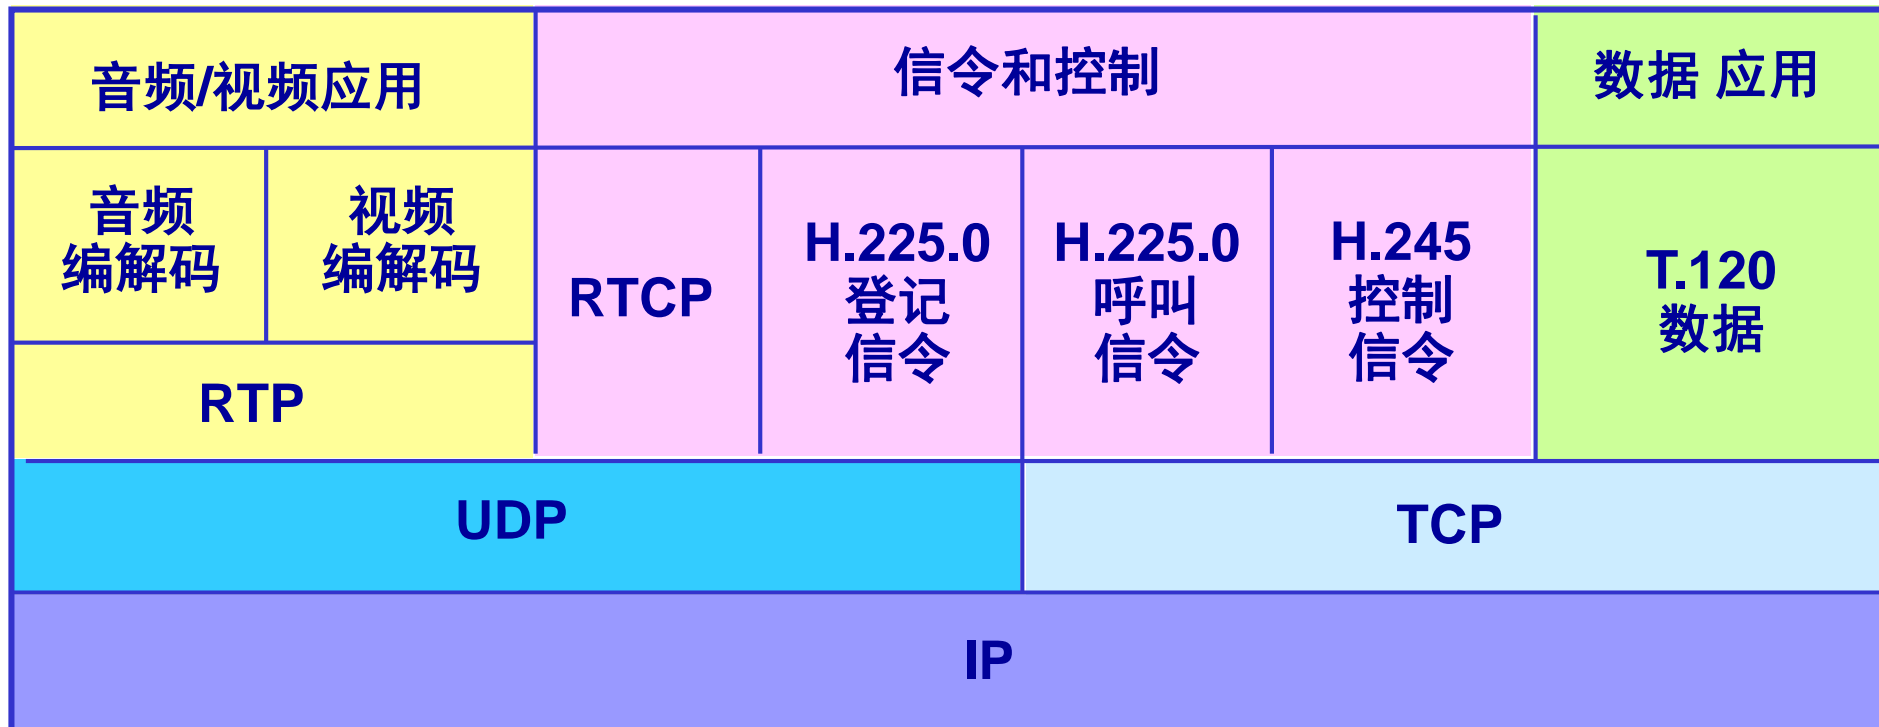 音频/视频应用
信令和控制
数据 应用
音频
编解码
视频
编解码
RTCP
H.225.0
登记
信令
H.225.0
呼叫
信令
H.245
控制
信令
T.120
数据
RTP
UDP
TCP
IP